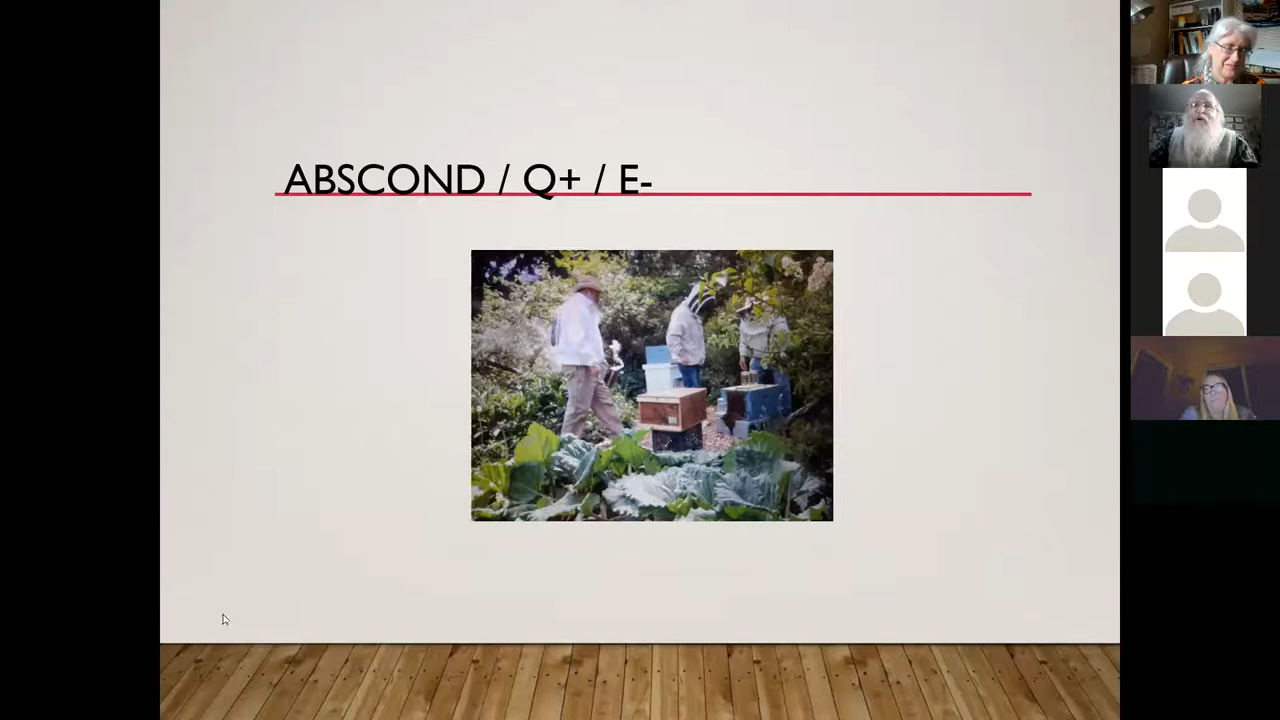 ABSCOND / Q+ / E-